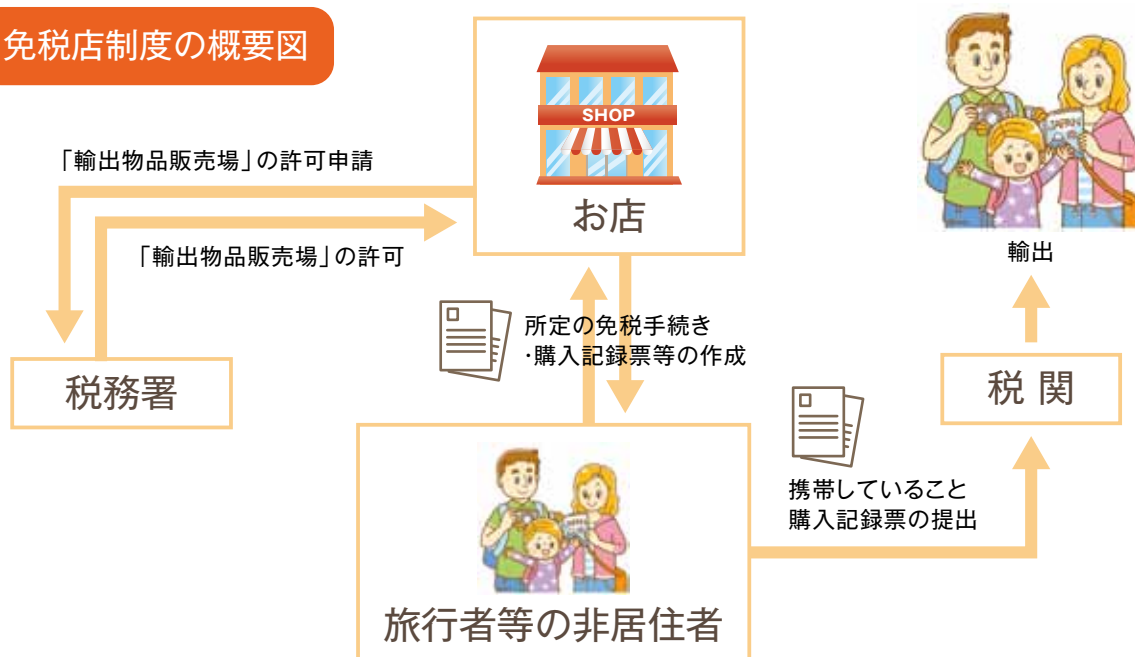 免税店制度の概要図
SHOP
お店
「輸出物品販売場」の許可申請
「輸出物品販売場」の許可
輸出
所定の免税手続き
・購入記録票等の作成
税務署
税 関
携帯していること
購入記録票の提出
旅行者等の非居住者
JAPAN